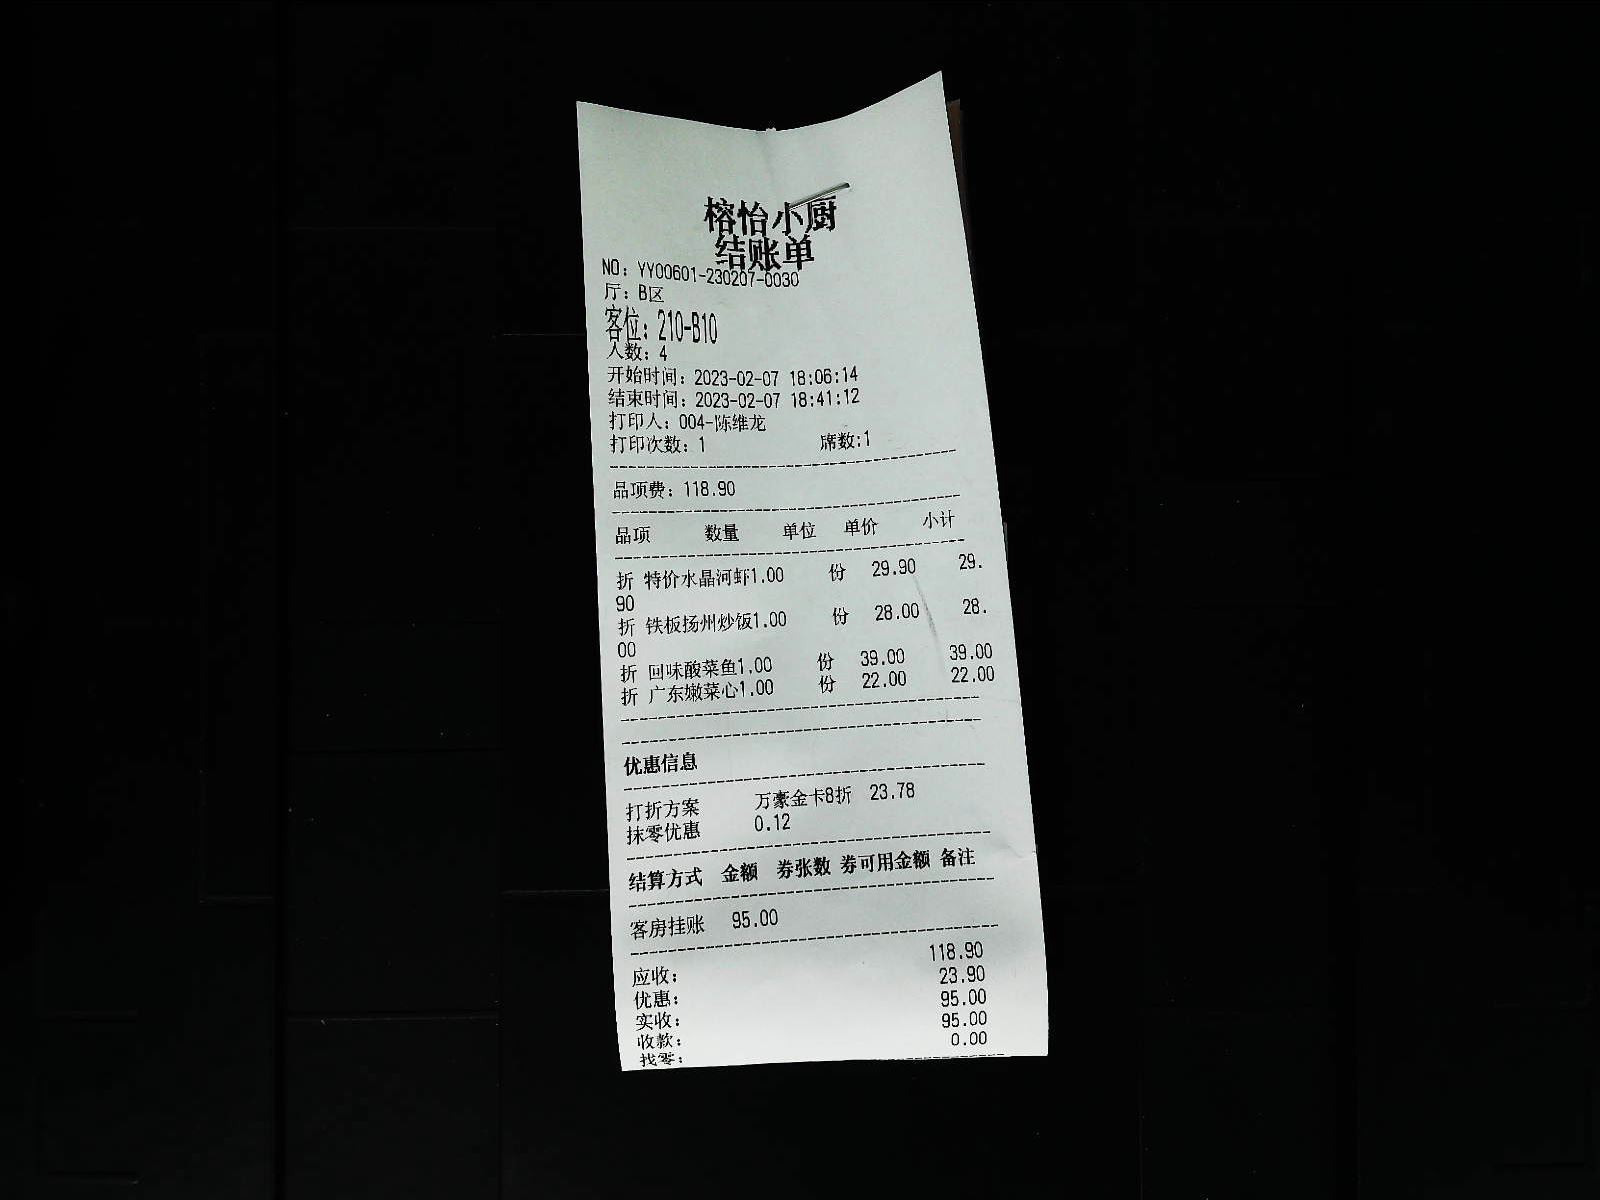 榕怡小厨
结账单
NO：YY00601-230207-0030
厅：B区
客位：210-B10
人数：4
开始时间：2023-02-07 18:06:14
结束时间：2023-02-07 18:41:12
打印人：004-陈维龙
打印次数：1 席数:1
品项费：118.90
品项 数量 单位 单价 小计
折 特价水晶河虾1.00 份 29.90 29.
90
折 铁板扬州炒饭1.00 份 28.00 28.
00
折 回味酸菜鱼1.00 份 39.00 39.00
折 广东嫩菜心1.00 份 22.00 22.00
优惠信息
打折方案 万豪金卡8折 23.78
抹零优惠 0.12
结算方式 金额 券张数 券可用金额 备注
客房挂账 95.00
应收： 118.90
优惠： 23.90
实收： 95.00
收款： 95.00
找零： 0.00